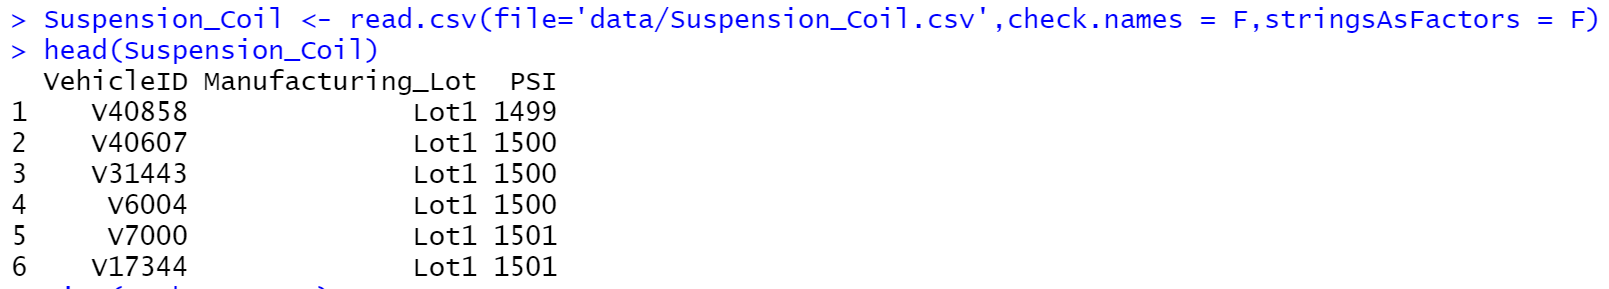 > Suspension_Coil <- read.csv(file='data/Suspension_Coil.csv',check.names = F,stringsAsFactors = F)
> head(Suspension_Coil)
  VehicleID Manufacturing_Lot  PSI
1    V40858              Lot1 1499
2    V40607              Lot1 1500
3    V31443              Lot1 1500
4     V6004              Lot1 1500
5     V7000              Lot1 1501
6    V17344              Lot1 1501